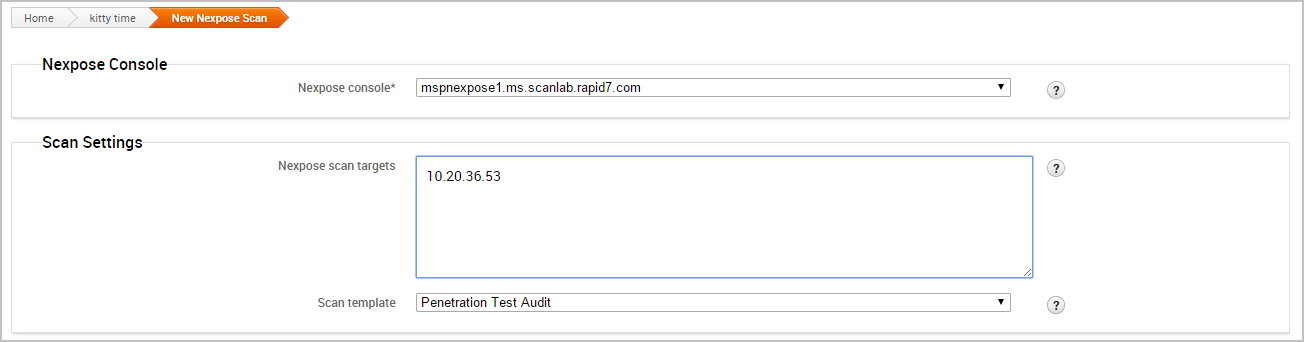 Home kitty time New Nexpose Scan
Nexpose Console
Nexpose console* mspnexpose1.ms.scanlab.rapid7.com ?
Scan Settings
Nexpose scan targets 10.20.36.53 ?
Scan template Penetration Test Audit ?